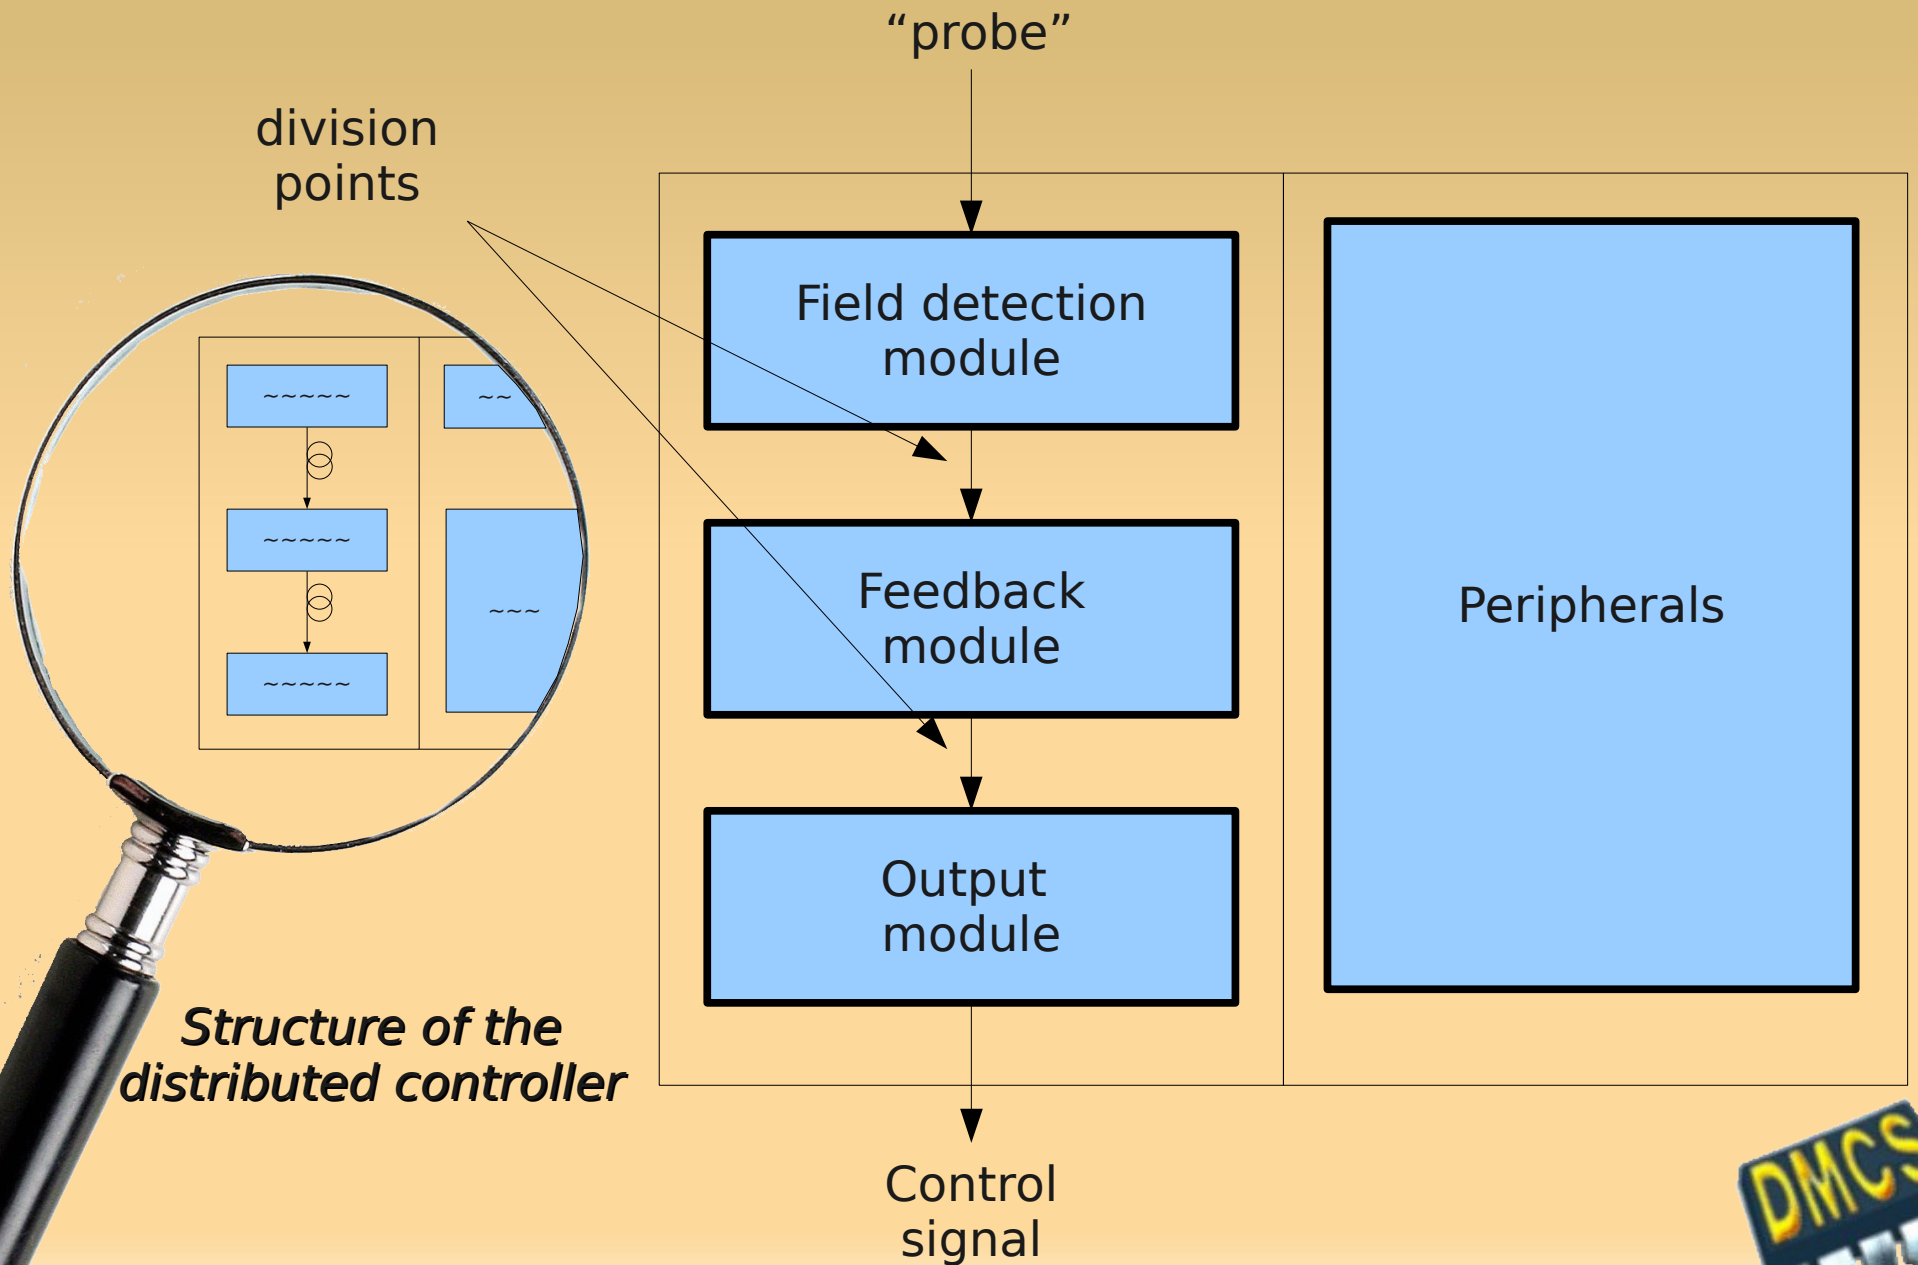 “probe”
division
points
Field detection
module
Feedback
module
Peripherals
Output
module
~~~~~
~~
~~~~~
~~~
~~~~~
Structure of the
distributed controller
Control
signal
DMCS